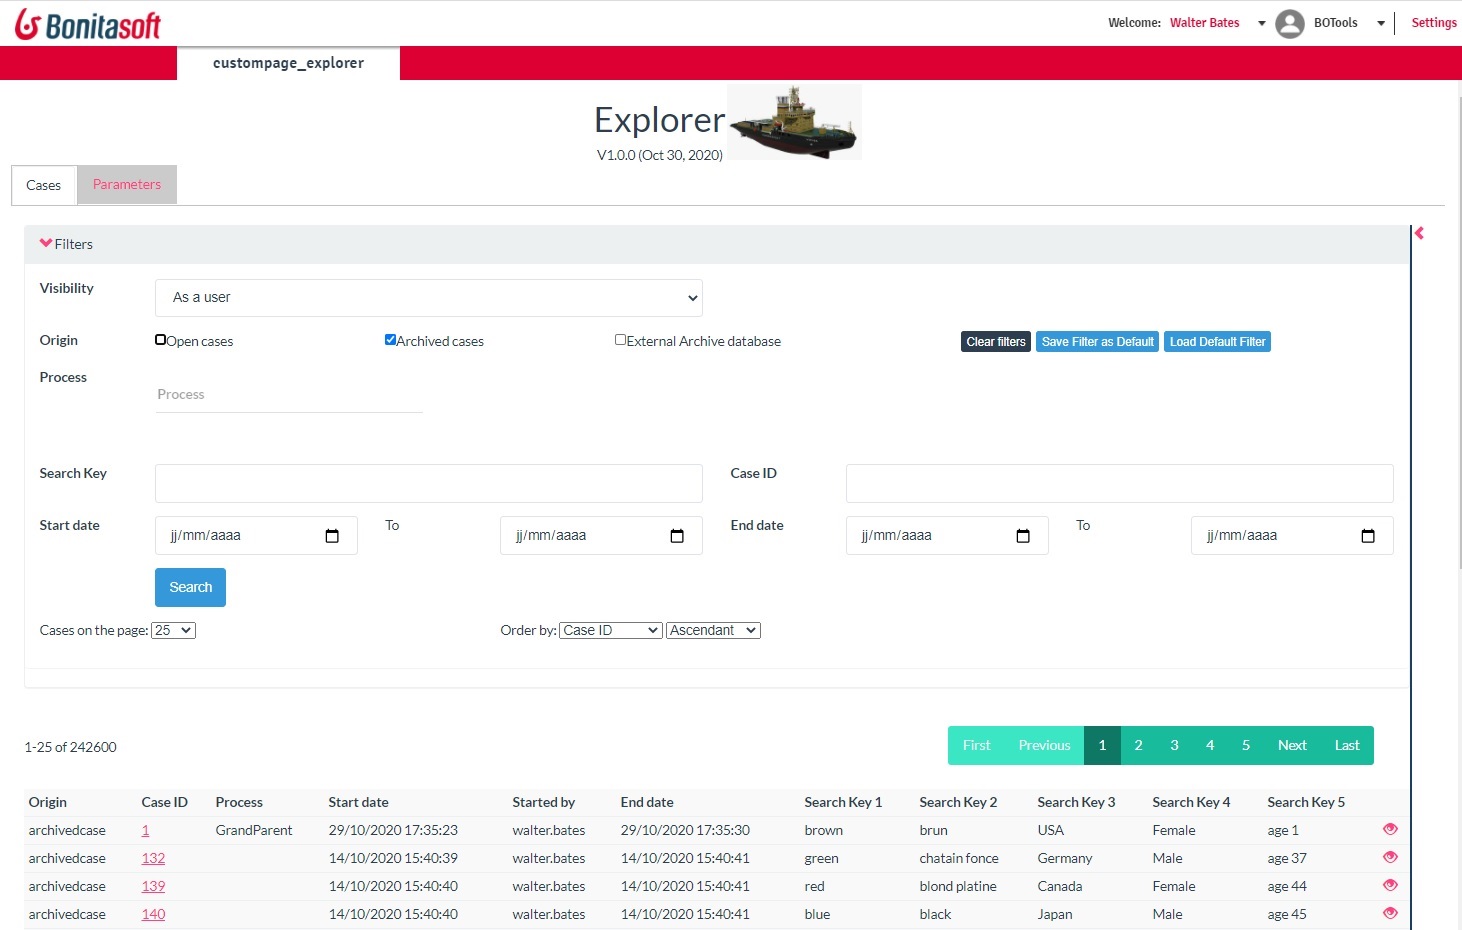 Bonitasoft
Welcome: Walter Bates BOTools Settings
custompage_explorer
Explorer
V1.0.0 (Oct 30, 2020)
Cases Parameters
Filters
Visibility As a user
Origin Open cases Archived cases External Archive database Clear filters Save Filter as Default Load Default Filter
Process
Process
Search Key Case ID
Start date jj/mm/aaaa To jj/mm/aaaa End date jj/mm/aaaa To jj/mm/aaaa
Search
Cases on the page: 25 Order by: Case ID Ascendant
1-25 of 242600 First Previous 1 2 3 4 5 Next Last
Origin Case ID Process Start date Started by End date Search Key 1 Search Key 2 Search Key 3 Search Key 4 Search Key 5
archivedcase 1 GrandParent 29/10/2020 17:35:23 walter.bates 29/10/2020 17:35:30 brown brun USA Female age 1
archivedcase 132 14/10/2020 15:40:39 walter.bates 14/10/2020 15:40:41 green chatain fonce Germany Male age 37
archivedcase 139 14/10/2020 15:40:40 walter.bates 14/10/2020 15:40:41 red blond platine Canada Female age 44
archivedcase 140 14/10/2020 15:40:40 walter.bates 14/10/2020 15:40:41 blue black Japan Male age 45